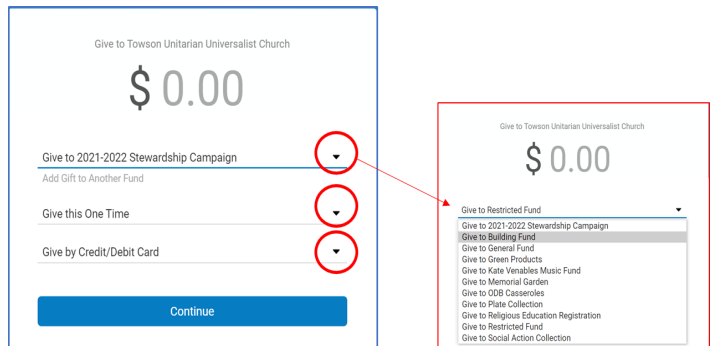 Give to Towson Unitarian Universalist Church
$ 0.00
Give to 2021-2022 Stewardship Campaign
Add Gift to Another Fund
Give this One Time
Give by Credit/Debit Card
Continue
Give to Towson Unitarian Universalist Church
$ 0.00
Give to Restricted Fund
Give to 2021-2022 Stewardship Campaign
Give to Building Fund
Give to General Fund
Give to Green Products
Give to Kate Venables Music Fund
Give to Memorial Garden
Give to ODB Casseroles
Give to Plate Collection
Give to Religious Education Registration
Give to Restricted Fund
Give to Social Action Collection